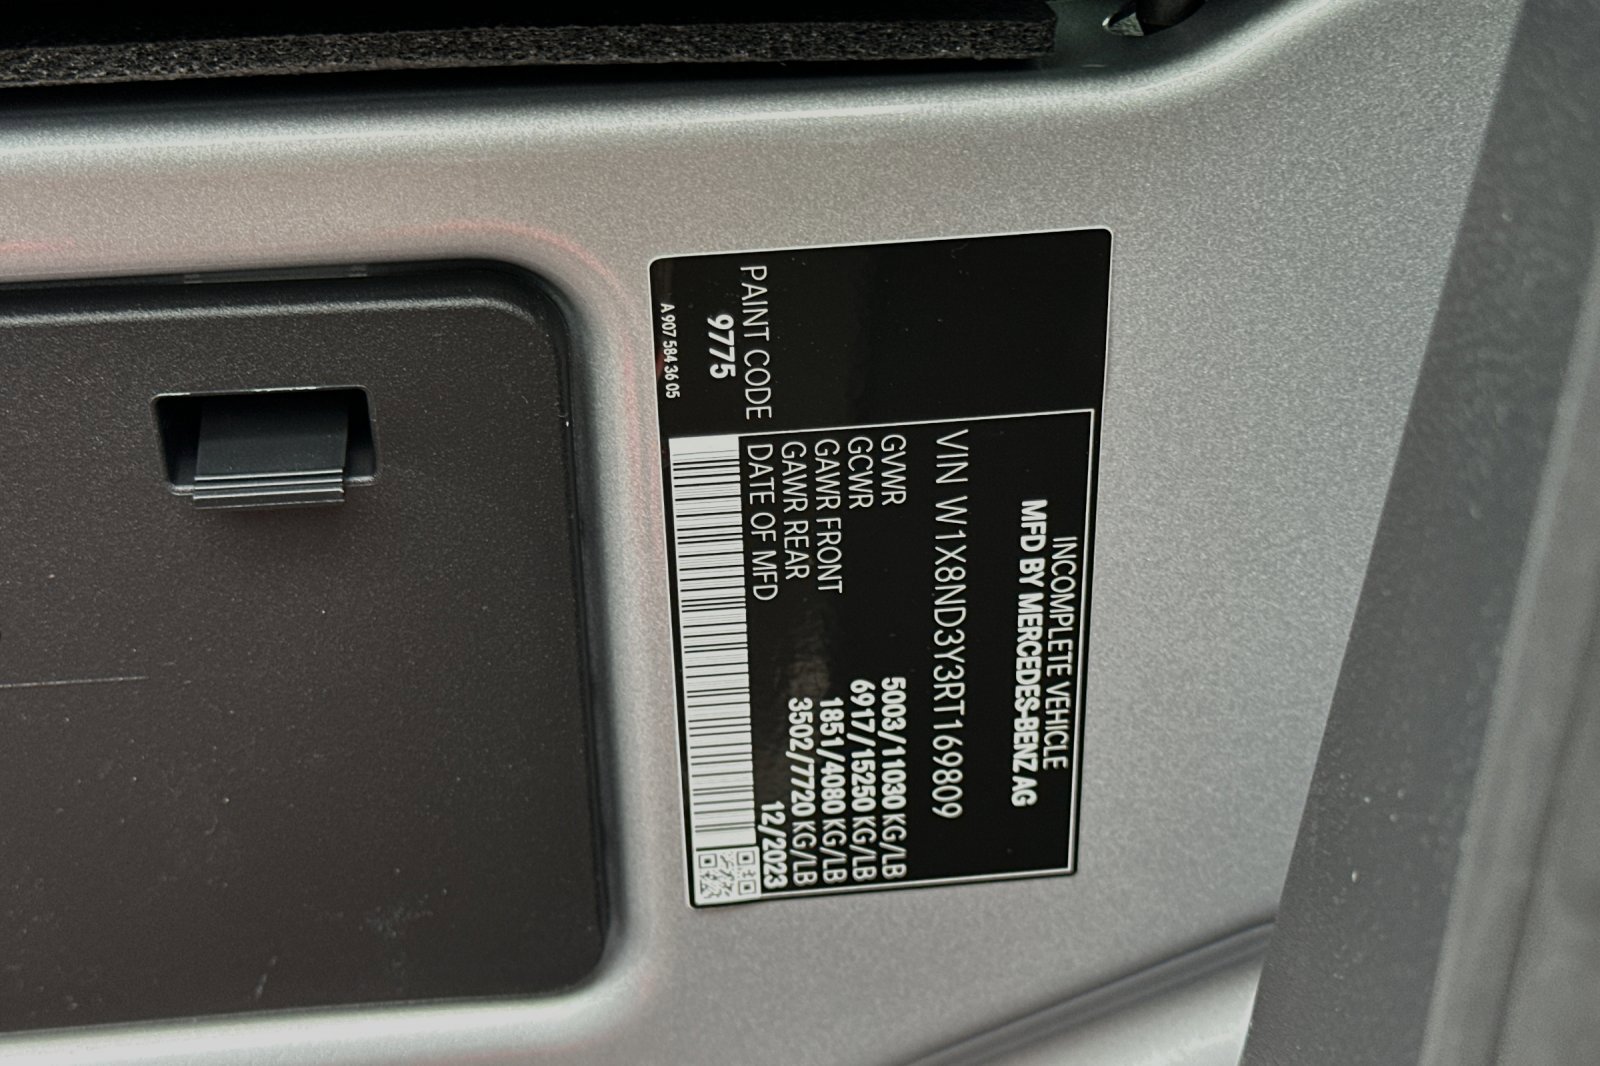 INCOMPLETE VEHICLE
MFD BY MERCEDES-BENZ AG
VIN W1X8ND3Y3RT169809
GVWR 5003/11030 KG/LB
GCWR 6917/15250 KG/LB
GAWR FRONT 1851/4080 KG/LB
GAWR REAR 3502/7720 KG/LB
DATE OF MFD 12/2023
PAINT CODE
9775
A 907 584 36 05